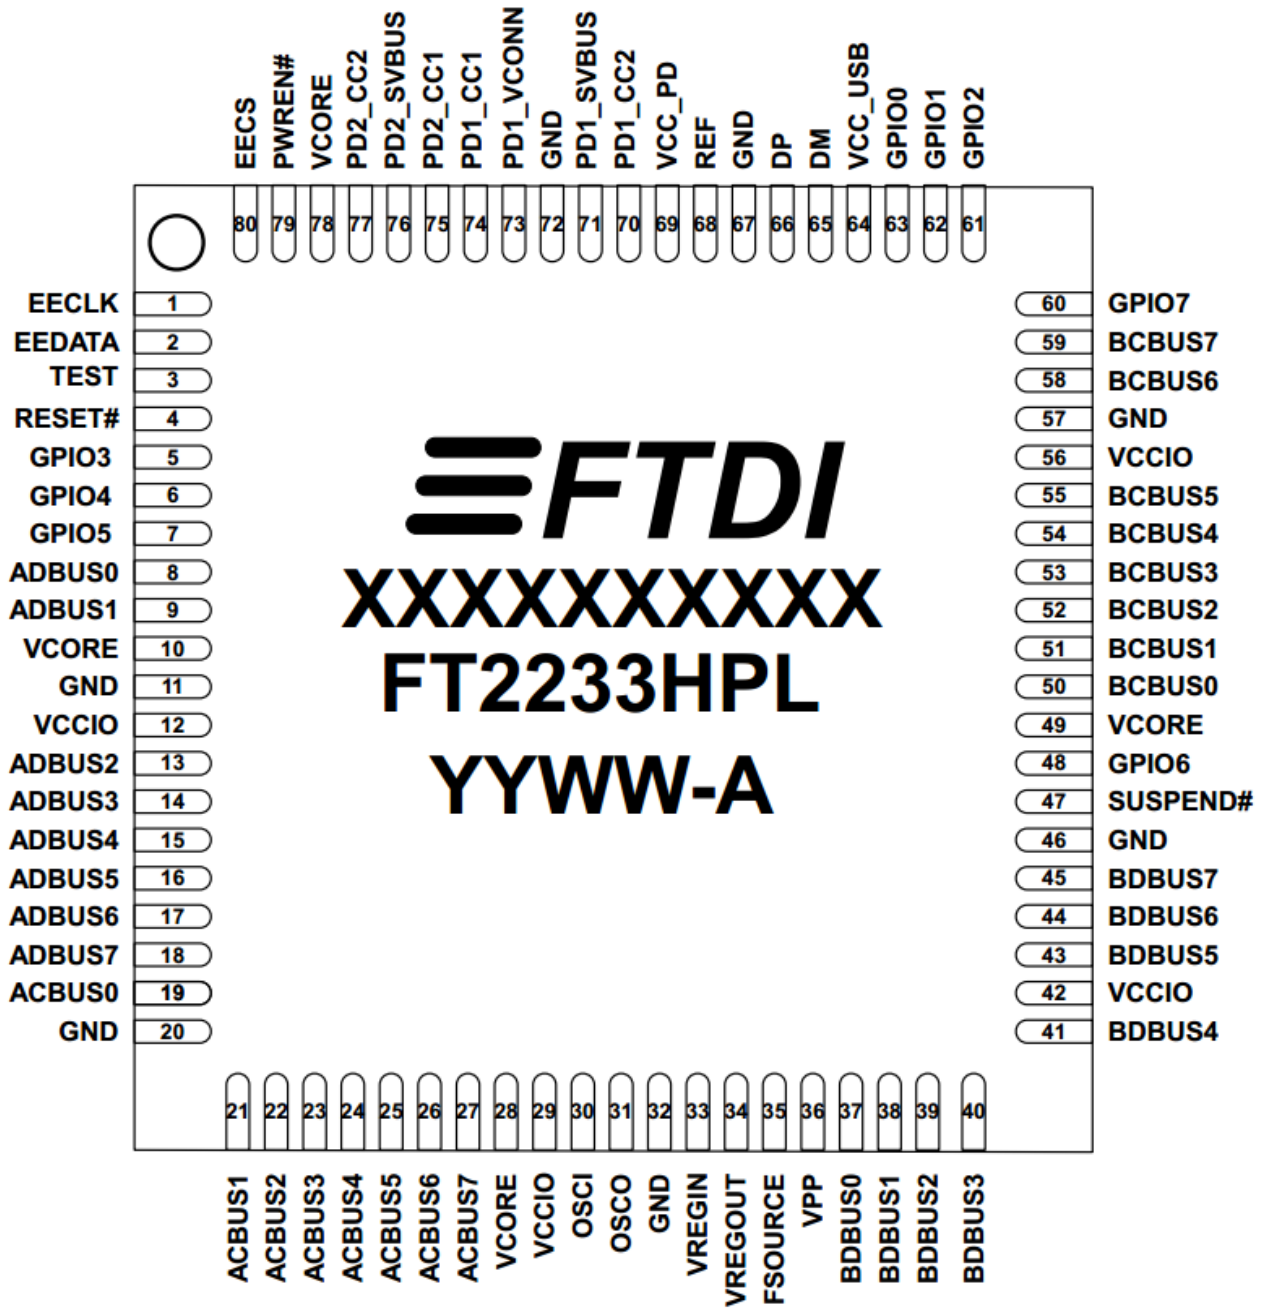 EECS
PWREN#
VCORE
PD2_CC2
PD2_SVBUS
PD2_CC1
PD1_CC1
PD1_VCONN
GND
PD1_SVBUS
PD1_CC2
VCC_PD
REF
GND
DP
DM
VCC_USB
GPIO0
GPIO1
GPIO2
80 79 78 77 76 75 74 73 72 71 70 69 68 67 66 65 64 63 62 61
EECLK 1
EEDATA 2
TEST 3
RESET# 4
GPIO3 5
GPIO4 6
GPIO5 7
ADBUS0 8
ADBUS1 9
VCORE 10
GND 11
VCCIO 12
ADBUS2 13
ADBUS3 14
ADBUS4 15
ADBUS5 16
ADBUS6 17
ADBUS7 18
ACBUS0 19
GND 20
FTDI
XXXXXXXXXX
FT2233HPL
YYWW-A
60 GPIO7
59 BCBUS7
58 BCBUS6
57 GND
56 VCCIO
55 BCBUS5
54 BCBUS4
53 BCBUS3
52 BCBUS2
51 BCBUS1
50 BCBUS0
49 VCORE
48 GPIO6
47 SUSPEND#
46 GND
45 BDBUS7
44 BDBUS6
43 BDBUS5
42 VCCIO
41 BDBUS4
21 22 23 24 25 26 27 28 29 30 31 32 33 34 35 36 37 38 39 40
ACBUS1
ACBUS2
ACBUS3
ACBUS4
ACBUS5
ACBUS6
ACBUS7
VCORE
VCCIO
OSCI
OSCO
GND
VREGIN
VREGOUT
FSOURCE
VPP
BDBUS0
BDBUS1
BDBUS2
BDBUS3